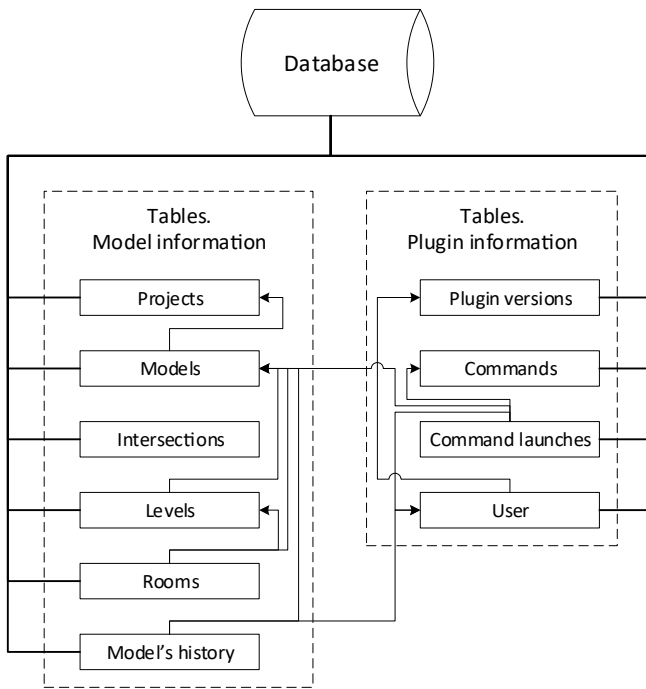 Database
Tables.
Model information
Projects
Models
Intersections
Levels
Rooms
Model's history
Tables.
Plugin information
Plugin versions
Commands
Command launches
User